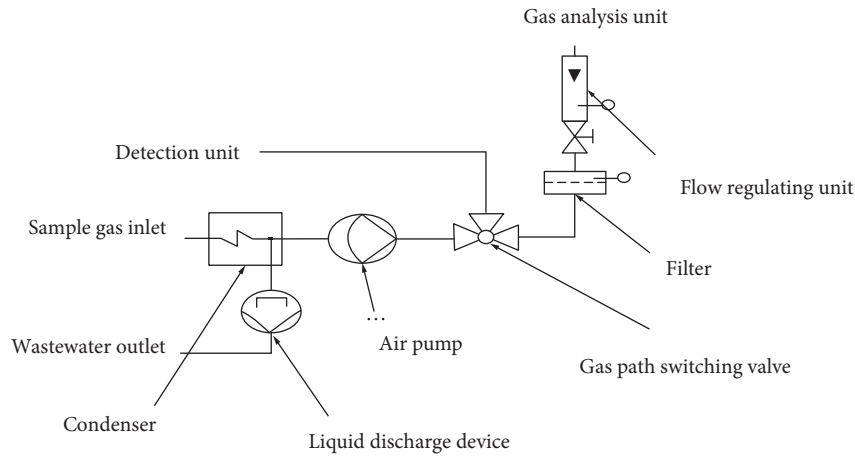 Gas analysis unit
Detection unit
Flow regulating unit
Sample gas inlet
Filter
...
Wastewater outlet
Air pump
Gas path switching valve
Condenser
Liquid discharge device